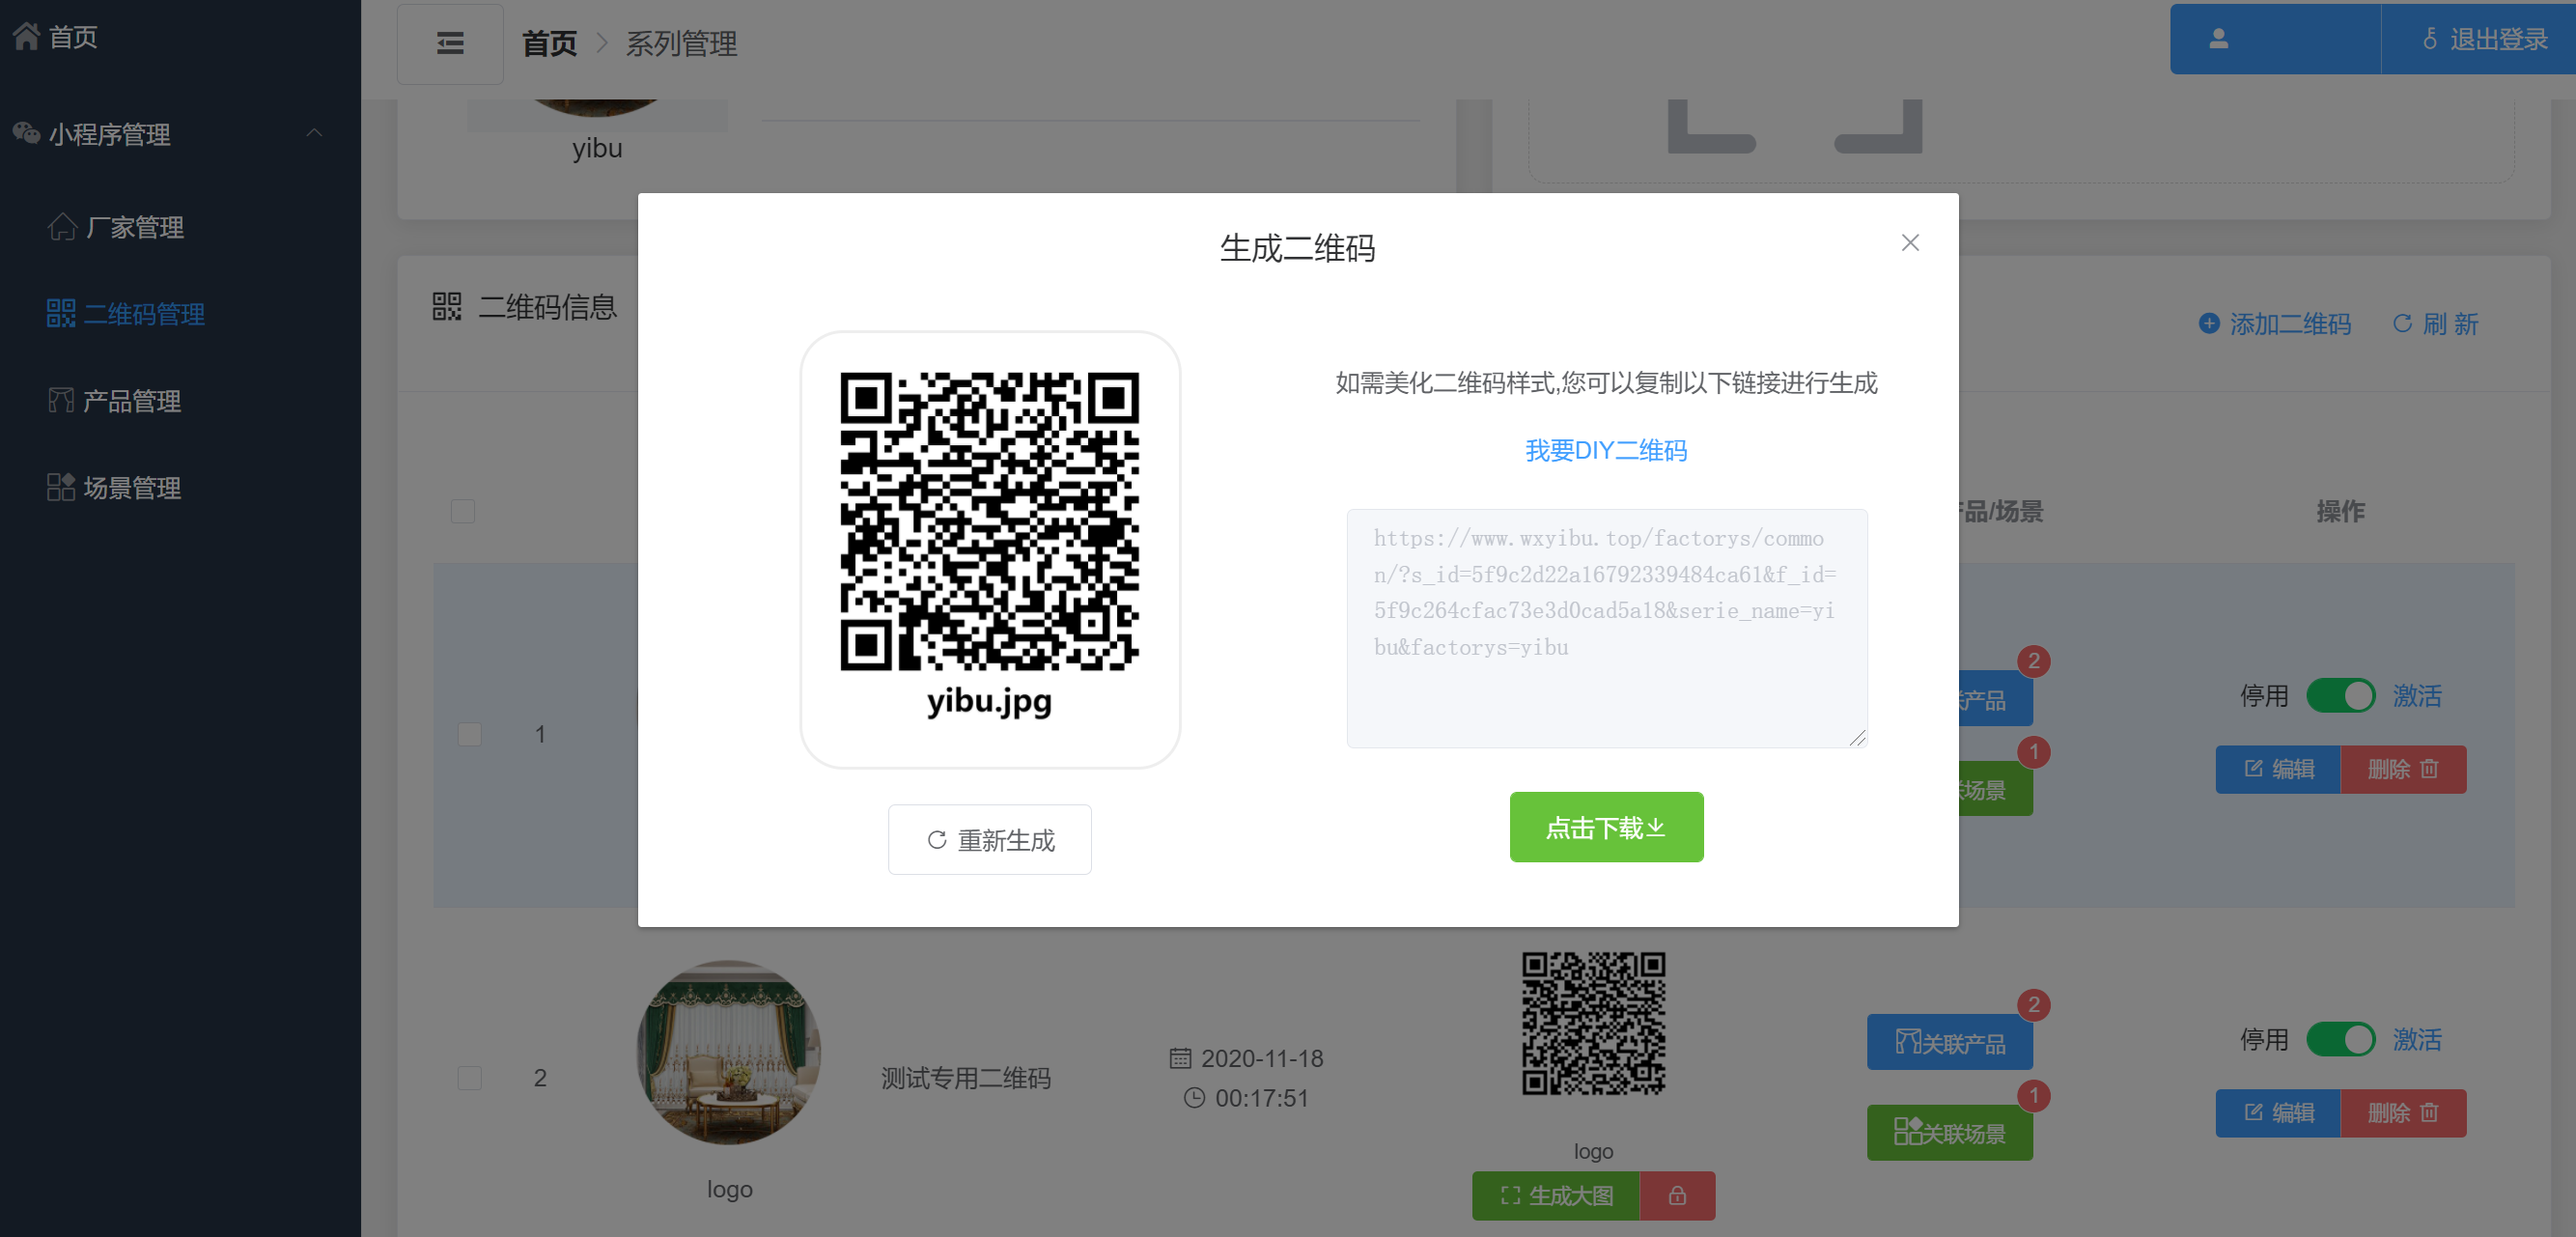 首页
小程序管理
厂家管理
二维码管理
产品管理
场景管理
首页
系列管理
退出登录
yibu
二维码信息
添加二维码
刷 新
生成二维码
如需美化二维码样式,您可以复制以下链接进行生成
我要DIY二维码
https://www.wxyibu.top/factorys/commo
n/?s_id=5f9c2d22a16792339484ca61&f_id=
5f9c264cfac73e3d0cad5a18&serie_name=yi
bu&factorys=yibu
yibu.jpg
重新生成
点击下载
品/场景
操作
1
2
产品
1
场景
停用
激活
编辑
删除
2
logo
测试专用二维码
2020-11-18
00:17:51
logo
生成大图
2
关联产品
1
关联场景
停用
激活
编辑
删除